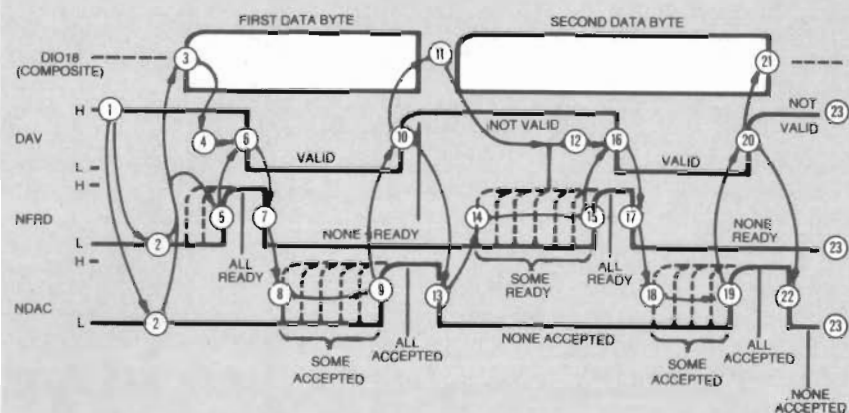 FIRST DATA BYTE
SECOND DATA BYTE
DIO18
(COMPOSITE)
3
11
21
H
1
4
6
10
NOT VALID
12
16
20
NOT
VALID
23
DAV
VALID
VALID
L
H
NFRD
5
7
14
15
17
L
2
NONE READY
NONE
READY
23
ALL
READY
SOME
READY
ALL
READY
H
NDAC
8
9
13
18
19
22
L
2
23
SOME
ACCEPTED
ALL
ACCEPTED
NONE ACCEPTED
SOME
ACCEPTED
ALL
ACCEPTED
NONE
ACCEPTED